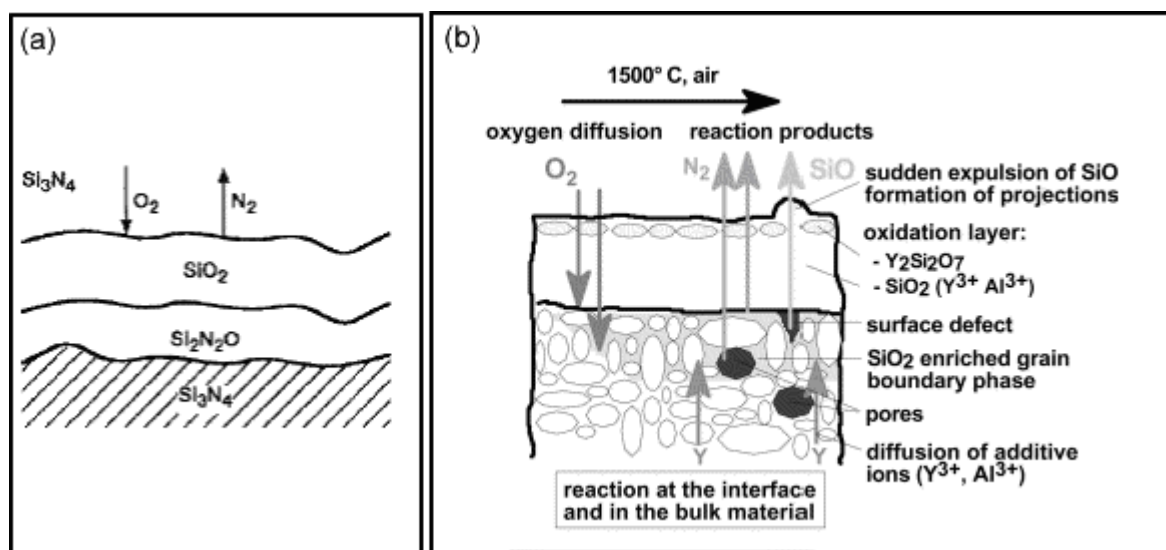 (a)
Si₃N₄
O₂
N₂
SiO₂
Si₂N₂O
Si₃N₄
(b)
1500° C, air
oxygen diffusion
reaction products
O₂
N₂
SiO
sudden expulsion of SiO
formation of projections
oxidation layer:
- Y₂Si₂O₇
- SiO₂ (Y³⁺ Al³⁺)
surface defect
SiO₂ enriched grain
boundary phase
pores
diffusion of additive
ions (Y³⁺, Al³⁺)
Y
Y
reaction at the interface
and in the bulk material